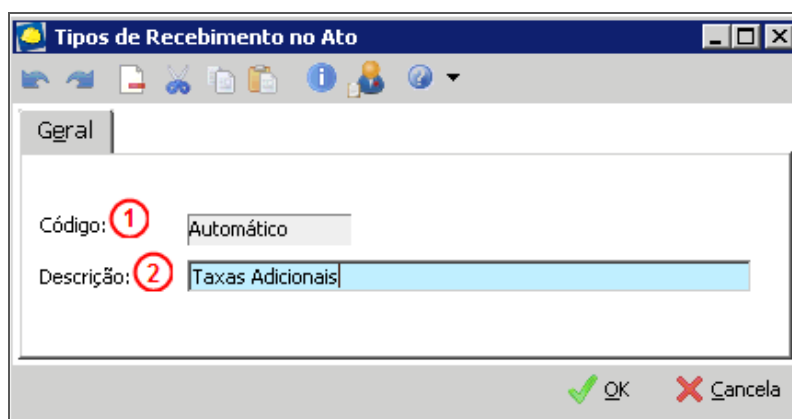 Tipos de Recebimento no Ato
Geral
Código: 1 Automático
Descrição: 2 Taxas Adicionais
OK Cancela